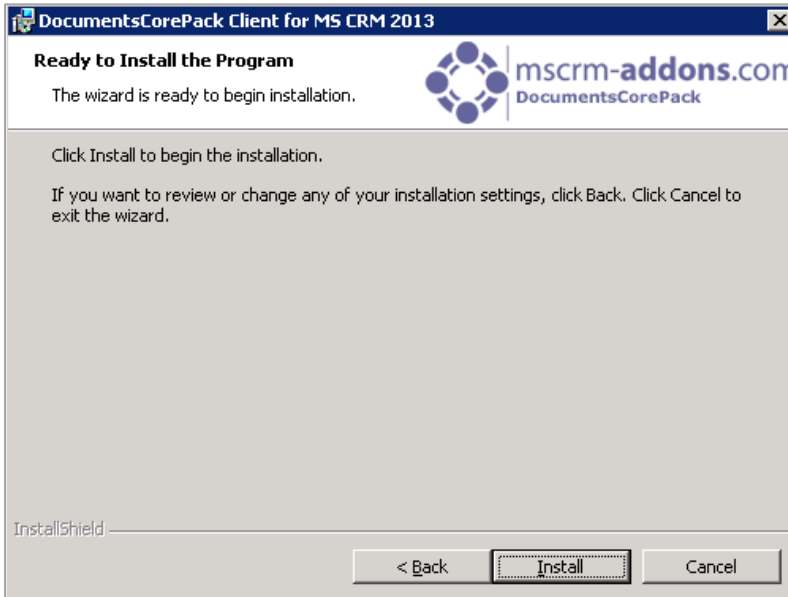 DocumentsCorePack Client for MS CRM 2013
Ready to Install the Program
The wizard is ready to begin installation.
mscrm-addons.com
DocumentsCorePack
Click Install to begin the installation.
If you want to review or change any of your installation settings, click Back. Click Cancel to
exit the wizard.
InstallShield
< Back
Install
Cancel